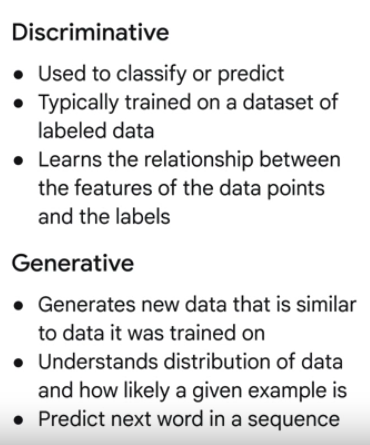 Discriminative
• Used to classify or predict
• Typically trained on a dataset of
labeled data
• Learns the relationship between
the features of the data points
and the labels
Generative
• Generates new data that is similar
to data it was trained on
• Understands distribution of data
and how likely a given example is
• Predict next word in a sequence